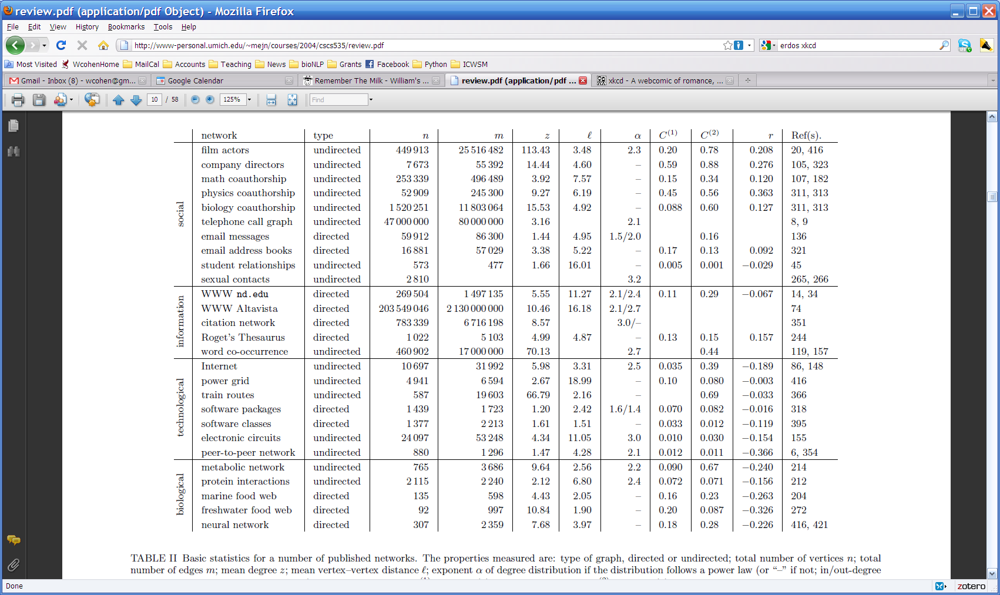 review.pdf (application/pdf Object) - Mozilla Firefox
File Edit View History Bookmarks Tools Help
http://www-personal.umich.edu/~mejn/courses/2004/cscs535/review.pdf erdos xkcd
Most Visited WcohenHome MailCal Accounts Teaching News bioNLP Grants Facebook Python ICWSM
Gmail - Inbox (8) - wcohen@gm... Google Calendar Remember The Milk - William's ... review.pdf (application/pdf ... xkcd - A webcomic of romance, ...
10 / 58 125% Find
network type n m z ℓ α C(1) C(2) r Ref(s).
social
film actors undirected 449 913 25 516 482 113.43 3.48 2.3 0.20 0.78 0.208 20, 416
company directors undirected 7 673 55 392 14.44 4.60 – 0.59 0.88 0.276 105, 323
math coauthorship undirected 253 339 496 489 3.92 7.57 – 0.15 0.34 0.120 107, 182
physics coauthorship undirected 52 909 245 300 9.27 6.19 – 0.45 0.56 0.363 311, 313
biology coauthorship undirected 1 520 251 11 803 064 15.53 4.92 – 0.088 0.60 0.127 311, 313
telephone call graph undirected 47 000 000 80 000 000 3.16 2.1 8, 9
email messages directed 59 912 86 300 1.44 4.95 1.5/2.0 0.16 136
email address books directed 16 881 57 029 3.38 5.22 – 0.17 0.13 0.092 321
student relationships undirected 573 477 1.66 16.01 – 0.005 0.001 −0.029 45
sexual contacts undirected 2 810 3.2 265, 266
information
WWW nd.edu directed 269 504 1 497 135 5.55 11.27 2.1/2.4 0.11 0.29 −0.067 14, 34
WWW Altavista directed 203 549 046 2 130 000 000 10.46 16.18 2.1/2.7 74
citation network directed 783 339 6 716 198 8.57 3.0/– 351
Roget's Thesaurus directed 1 022 5 103 4.99 4.87 – 0.13 0.15 0.157 244
word co-occurrence undirected 460 902 17 000 000 70.13 2.7 0.44 119, 157
technological
Internet undirected 10 697 31 992 5.98 3.31 2.5 0.035 0.39 −0.189 86, 148
power grid undirected 4 941 6 594 2.67 18.99 – 0.10 0.080 −0.003 416
train routes undirected 587 19 603 66.79 2.16 – 0.69 −0.033 366
software packages directed 1 439 1 723 1.20 2.42 1.6/1.4 0.070 0.082 −0.016 318
software classes directed 1 377 2 213 1.61 1.51 – 0.033 0.012 −0.119 395
electronic circuits undirected 24 097 53 248 4.34 11.05 3.0 0.010 0.030 −0.154 155
peer-to-peer network undirected 880 1 296 1.47 4.28 2.1 0.012 0.011 −0.366 6, 354
biological
metabolic network undirected 765 3 686 9.64 2.56 2.2 0.090 0.67 −0.240 214
protein interactions undirected 2 115 2 240 2.12 6.80 2.4 0.072 0.071 −0.156 212
marine food web directed 135 598 4.43 2.05 – 0.16 0.23 −0.263 204
freshwater food web directed 92 997 10.84 1.90 – 0.20 0.087 −0.326 272
neural network directed 307 2 359 7.68 3.97 – 0.18 0.28 −0.226 416, 421
TABLE II Basic statistics for a number of published networks. The properties measured are: type of graph, directed or undirected; total number of vertices n; total
number of edges m; mean degree z; mean vertex–vertex distance ℓ; exponent α of degree distribution if the distribution follows a power law (or “–” if not; in/out-degree
Done zotero